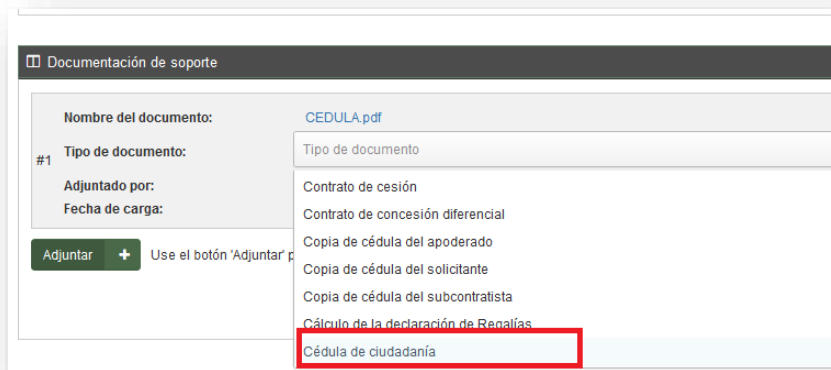 Documentación de soporte
Nombre del documento: CEDULA.pdf
#1 Tipo de documento: Tipo de documento
Adjuntado por:
Fecha de carga:
Contrato de cesión
Contrato de concesión diferencial
Copia de cédula del apoderado
Copia de cédula del solicitante
Copia de cédula del subcontratista
Cálculo de la declaración de Regalías
Cédula de ciudadanía
Adjuntar + Use el botón 'Adjuntar'